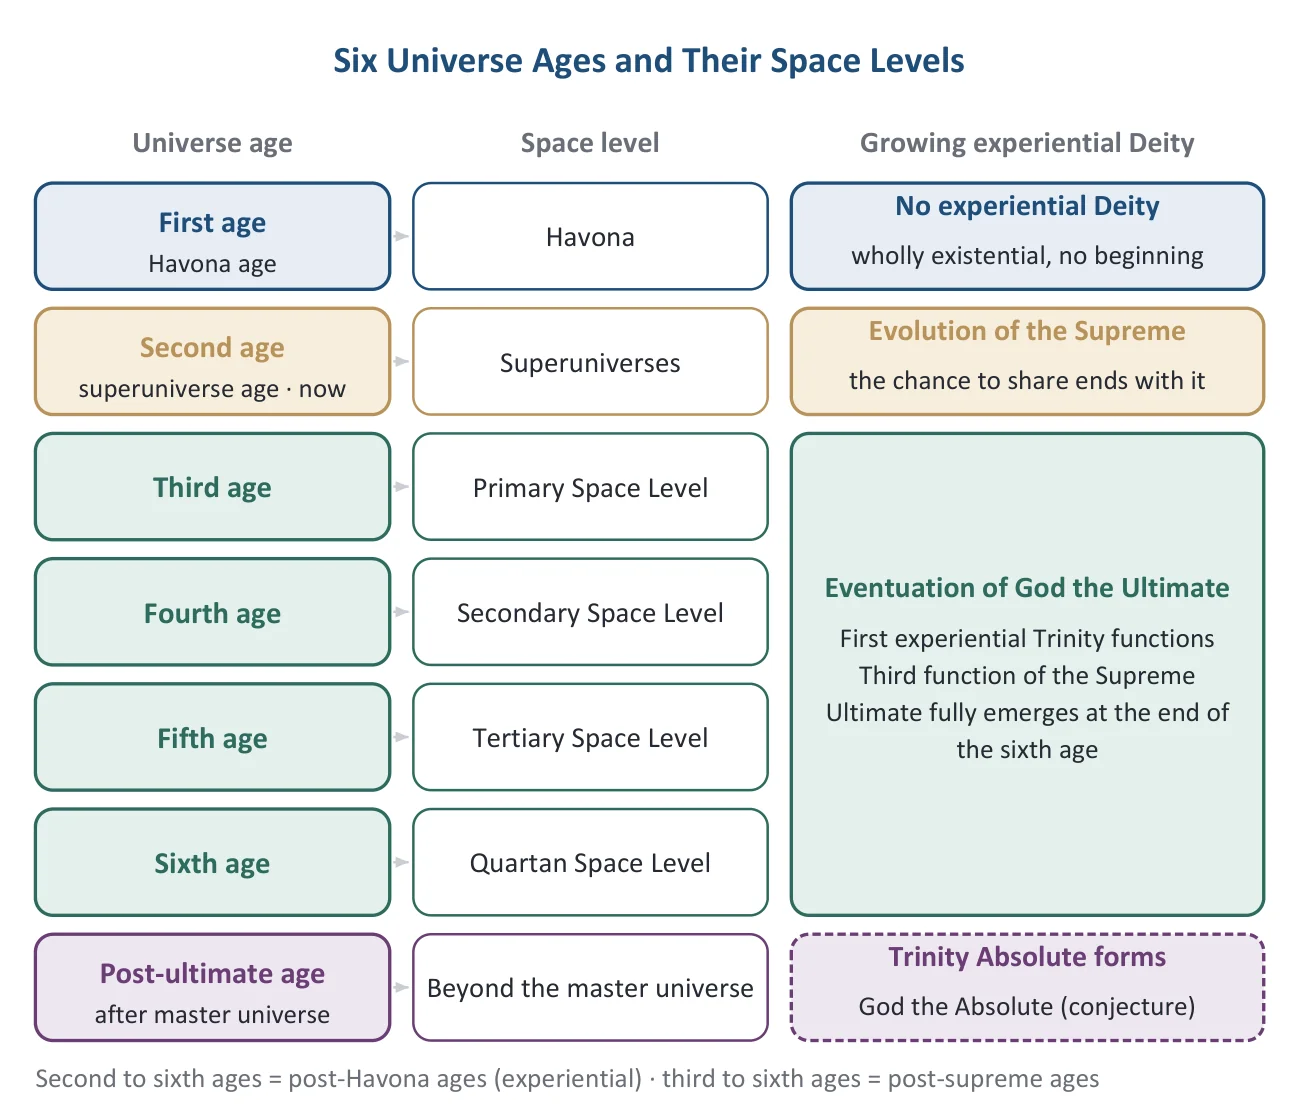 Six Universe Ages and Their Space Levels
Universe age
Space level
Growing experiential Deity
First age
Havona age
Havona
No experiential Deity
wholly existential, no beginning
Second age
superuniverse age · now
Superuniverses
Evolution of the Supreme
the chance to share ends with it
Third age
Primary Space Level
Fourth age
Secondary Space Level
Fifth age
Tertiary Space Level
Sixth age
Quartan Space Level
Eventuation of God the Ultimate
First experiential Trinity functions
Third function of the Supreme
Ultimate fully emerges at the end of
the sixth age
Post-ultimate age
after master universe
Beyond the master universe
Trinity Absolute forms
God the Absolute (conjecture)
Second to sixth ages = post-Havona ages (experiential) · third to sixth ages = post-supreme ages